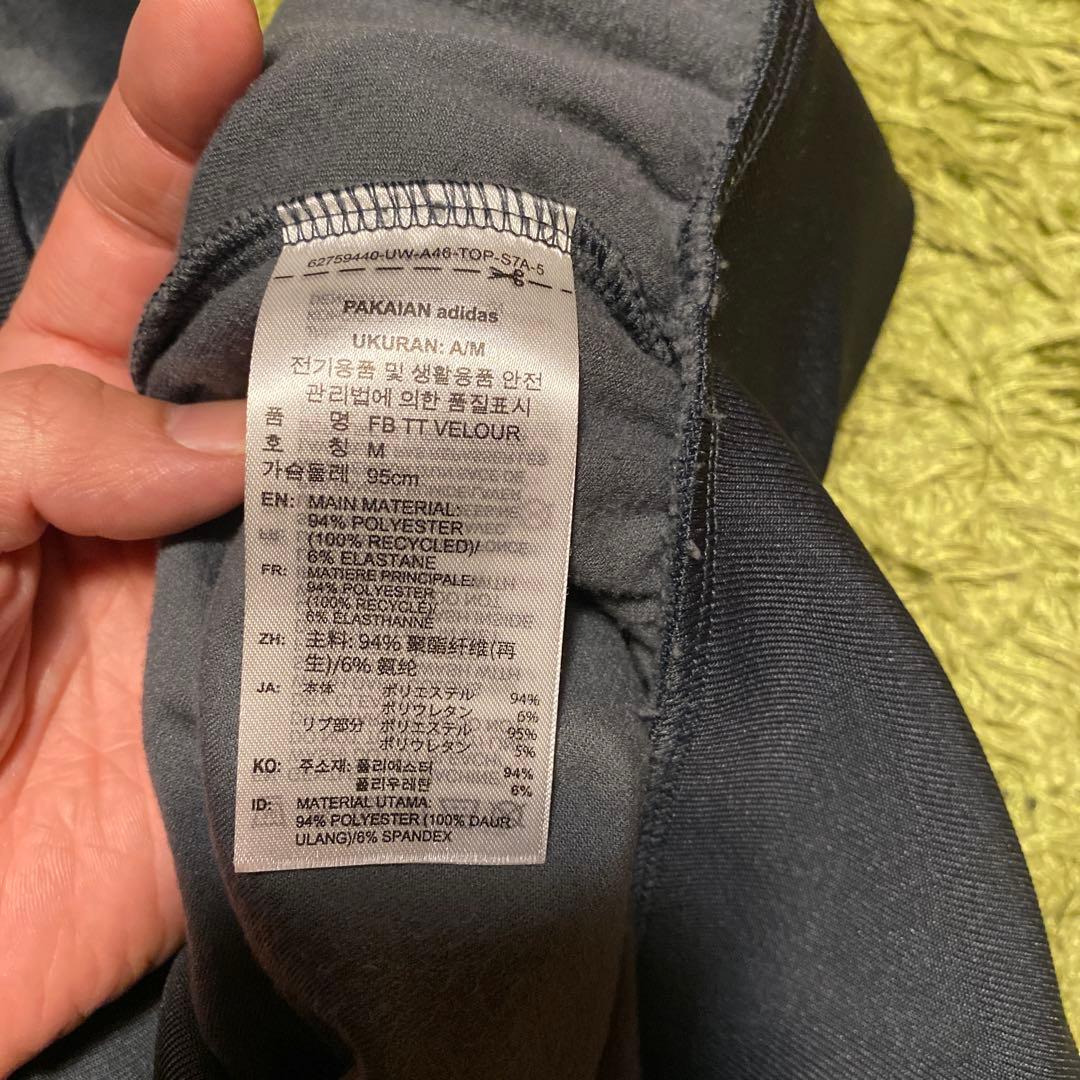 62759440-UW-A46-TOP-S7A-5
PAKAIAN adidas
UKURAN: A/M
전기용품 및 생활용품 안전
관리법에 의한 품질표시
품 명 FB TT VELOUR
호 칭 M
가슴둘레 95cm
EN: MAIN MATERIAL:
94% POLYESTER
(100% RECYCLED)/
6% ELASTANE
FR: MATIERE PRINCIPALE:
94% POLYESTER
(100% RECYCLE)/
6% ELASTHANNE
ZH: 主料: 94% 聚酯纤维(再
生)/6% 氨纶
JA: 本体 ポリエステル 94%
ポリウレタン 6%
リブ部分 ポリエステル 95%
ポリウレタン 5%
KO: 주소재: 폴리에스터 94%
폴리우레탄 6%
ID: MATERIAL UTAMA:
94% POLYESTER (100% DAUR
ULANG)/6% SPANDEX